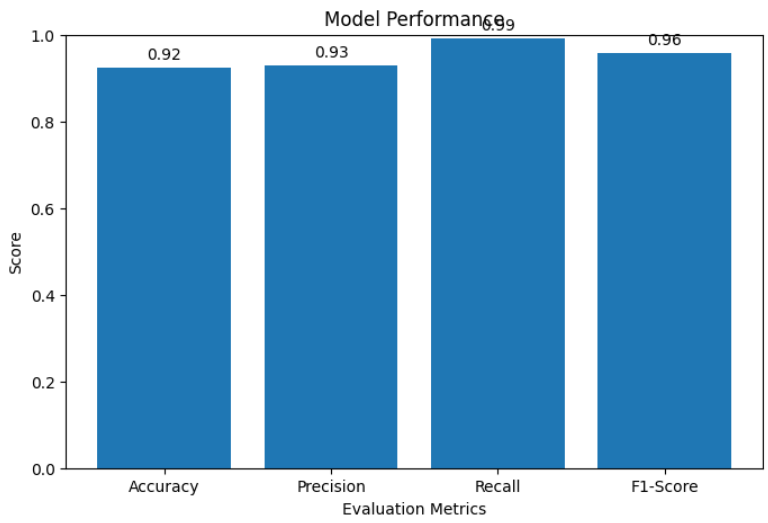 Model Performance
1.0
0.8
0.6
0.4
0.2
0.0
Score
0.92
0.93
0.99
0.96
Accuracy
Precision
Recall
F1-Score
Evaluation Metrics